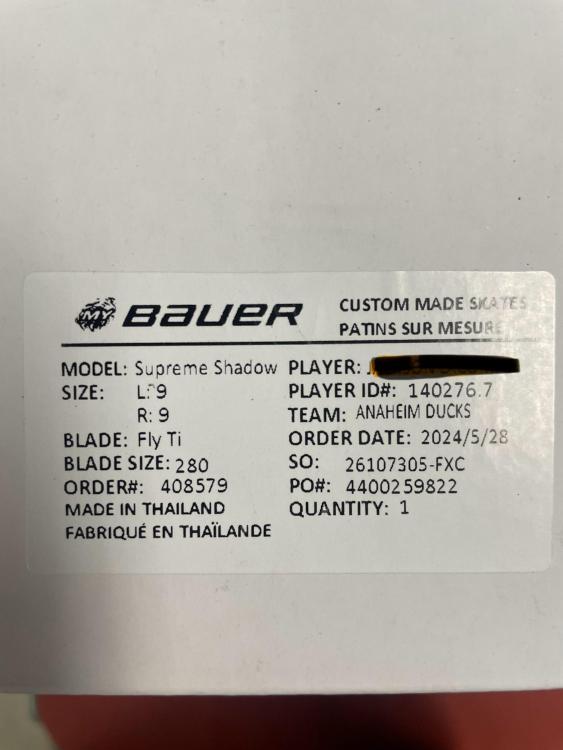 MY BAUER
CUSTOM MADE SKATES
PATINS SUR MESURE
MODEL: Supreme Shadow
SIZE: L: 9
R: 9
BLADE: Fly Ti
BLADE SIZE: 280
ORDER#: 408579
MADE IN THAILAND
FABRIQUÉ EN THAÏLANDE
PLAYER:
PLAYER ID#: 140276.7
TEAM: ANAHEIM DUCKS
ORDER DATE: 2024/5/28
SO: 26107305-FXC
PO#: 4400259822
QUANTITY: 1